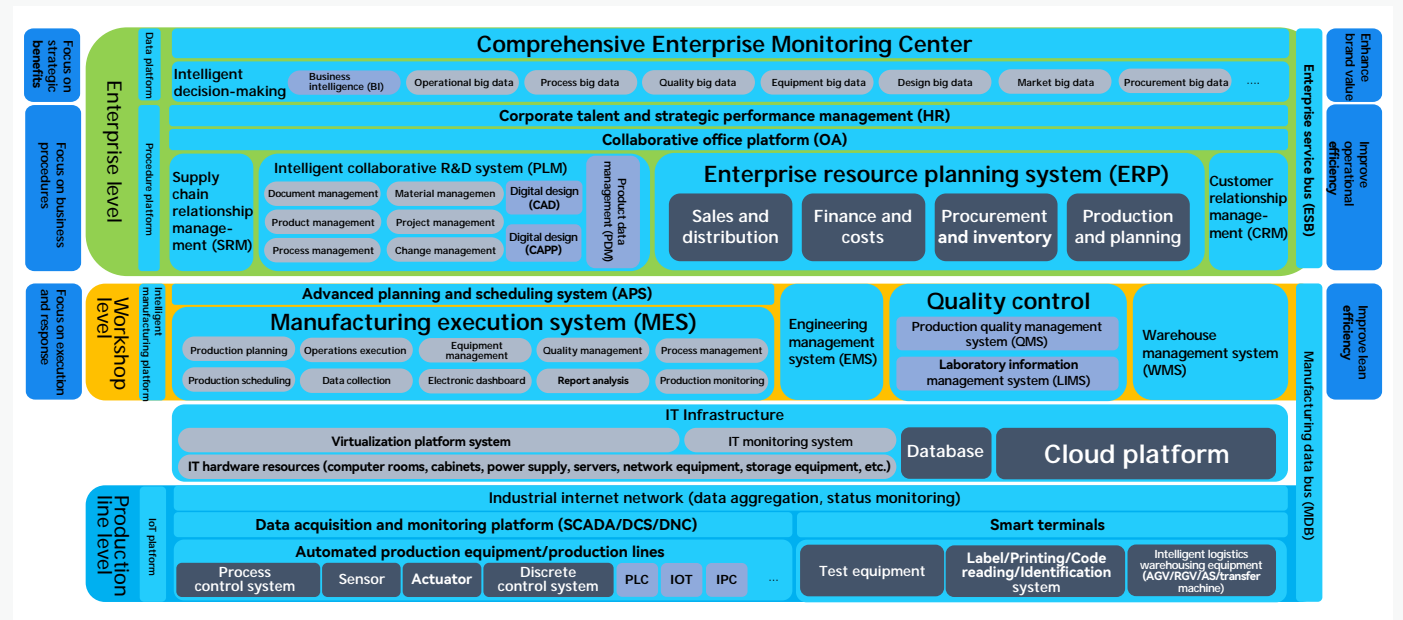 Focus on
strategic
benefits
Focus on business
procedures
Focus on execution
and response
Enterprise level
Data platform
Comprehensive Enterprise Monitoring Center
Intelligent
decision-making
Business
intelligence (BI)
Operational big data
Process big data
Quality big data
Equipment big data
Design big data
Market big data
Procurement big data
....
Procedure platform
Corporate talent and strategic performance management (HR)
Collaborative office platform (OA)
Supply
chain
relationship
manage-
ment (SRM)
Intelligent collaborative R&D system (PLM)
Document management
Material managemen
Product management
Project management
Process management
Change management
Digital design
(CAD)
Digital design
(CAPP)
Product data
management (PDM)
Enterprise resource planning system (ERP)
Sales and
distribution
Finance and
costs
Procurement
and inventory
Production
and planning
Customer
relationship
manage-
ment (CRM)
Enterprise service bus (ESB)
Enhance
brand value
Improve
operational
efficiency
Improve lean
efficiency
Workshop
level
Intelligent
manufacturing platform
Advanced planning and scheduling system (APS)
Manufacturing execution system (MES)
Production planning
Operations execution
Equipment
management
Quality management
Process management
Production scheduling
Data collection
Electronic dashboard
Report analysis
Production monitoring
Engineering
management
system (EMS)
Quality control
Production quality management
system (QMS)
Laboratory information
management system (LIMS)
Warehouse
management system
(WMS)
Manufacturing data bus (MDB)
IT Infrastructure
Virtualization platform system
IT monitoring system
IT hardware resources (computer rooms, cabinets, power supply, servers, network equipment, storage equipment, etc.)
Database
Cloud platform
Production
line level
IoT platform
Industrial internet network (data aggregation, status monitoring)
Data acquisition and monitoring platform (SCADA/DCS/DNC)
Smart terminals
Automated production equipment/production lines
Process
control system
Sensor
Actuator
Discrete
control system
PLC
IOT
IPC
...
Test equipment
Label/Printing/Code
reading/Identification
system
Intelligent logistics
warehousing equipment
(AGV/RGV/AS/transfer
machine)